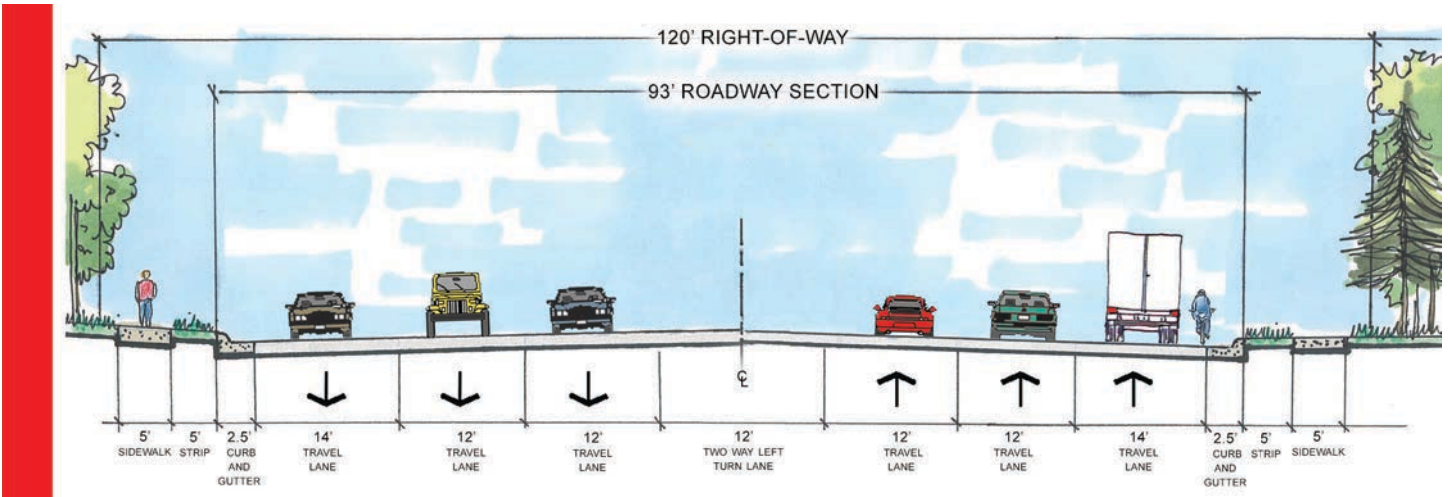 120' RIGHT-OF-WAY
93' ROADWAY SECTION
℄
5' 5' 2.5' 14' 12' 12' 12' 12' 12' 14' 2.5' 5' 5'
SIDEWALK STRIP CURB TRAVEL TRAVEL TRAVEL TWO WAY LEFT TRAVEL TRAVEL TRAVEL CURB STRIP SIDEWALK
AND LANE LANE LANE TURN LANE LANE LANE LANE AND
GUTTER GUTTER